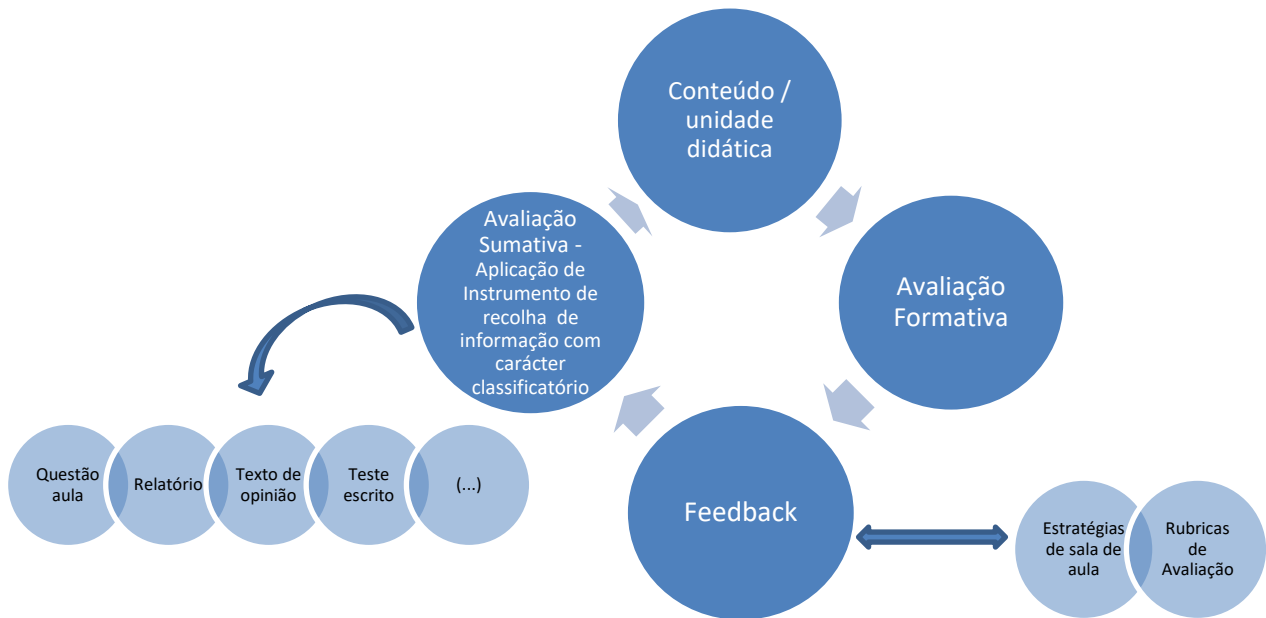 Conteúdo /
unidade
didática
Avaliação
Formativa
Feedback
Avaliação
Sumativa -
Aplicação de
Instrumento de
recolha de
informação com
carácter
classificatório
Questão
aula
Relatório
Texto de
opinião
Teste
escrito
(...)
Estratégias
de sala de
aula
Rubricas
de
Avaliação